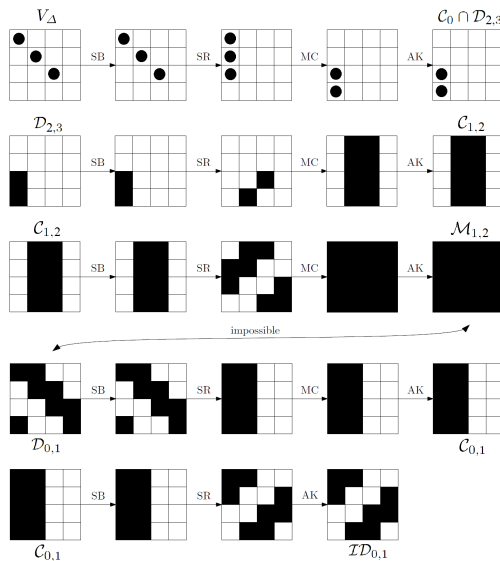 V_Δ 𝒞_0 ∩ 𝒟_{2,3}
SB SR MC AK
𝒟_{2,3} 𝒞_{1,2}
SB SR MC AK
𝒞_{1,2} ℳ_{1,2}
SB SR MC AK
impossible
SB SR MC AK
𝒟_{0,1} 𝒞_{0,1}
SB SR AK
𝒞_{0,1} ℐ𝒟_{0,1}